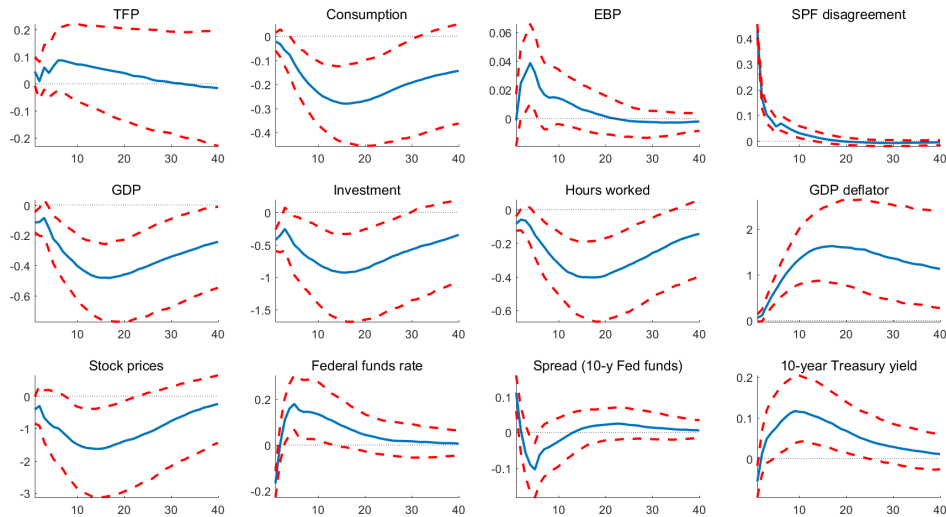 TFP
Consumption
EBP
SPF disagreement
0.2
0.1
0
-0.1
-0.2
10 20 30 40
0
-0.1
-0.2
-0.3
-0.4
10 20 30 40
0.06
0.04
0.02
0
10 20 30 40
0.4
0.3
0.2
0.1
0
10 20 30 40
GDP
Investment
Hours worked
GDP deflator
0
-0.2
-0.4
-0.6
10 20 30 40
0
-0.5
-1.0
-1.5
10 20 30 40
0
-0.2
-0.4
-0.6
10 20 30 40
2
1
0
10 20 30 40
Stock prices
Federal funds rate
Spread (10-y Fed funds)
10-year Treasury yield
0
-1
-2
-3
10 20 30 40
0.2
0
-0.2
10 20 30 40
0.1
0
-0.1
10 20 30 40
0.2
0.1
0
10 20 30 40